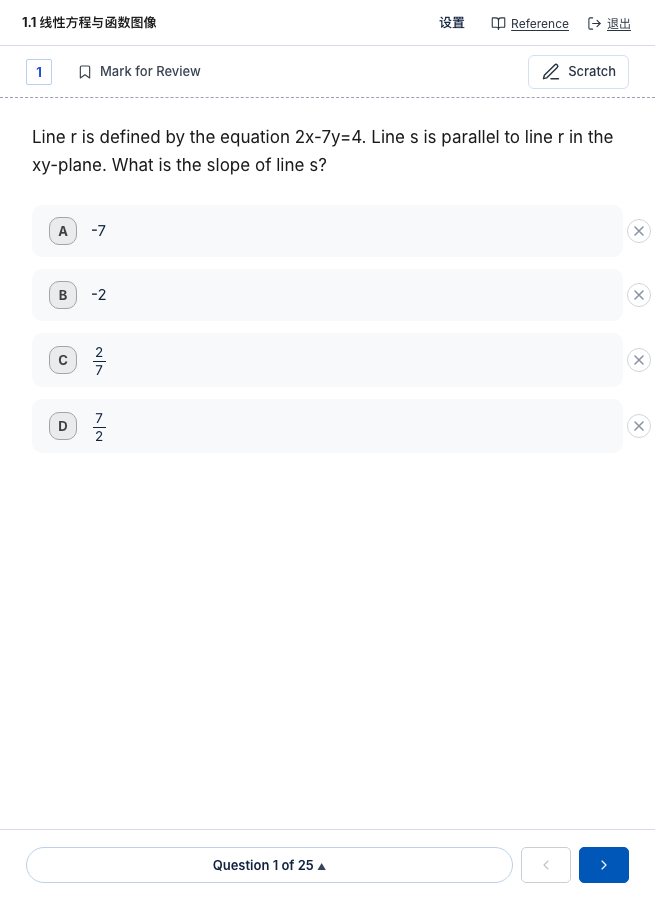 1.1 线性方程与函数图像 设置 Reference 退出
1 Mark for Review Scratch
Line r is defined by the equation 2x-7y=4. Line s is parallel to line r in the
xy-plane. What is the slope of line s?
A -7
B -2
C 2/7
D 7/2
Question 1 of 25 ▲